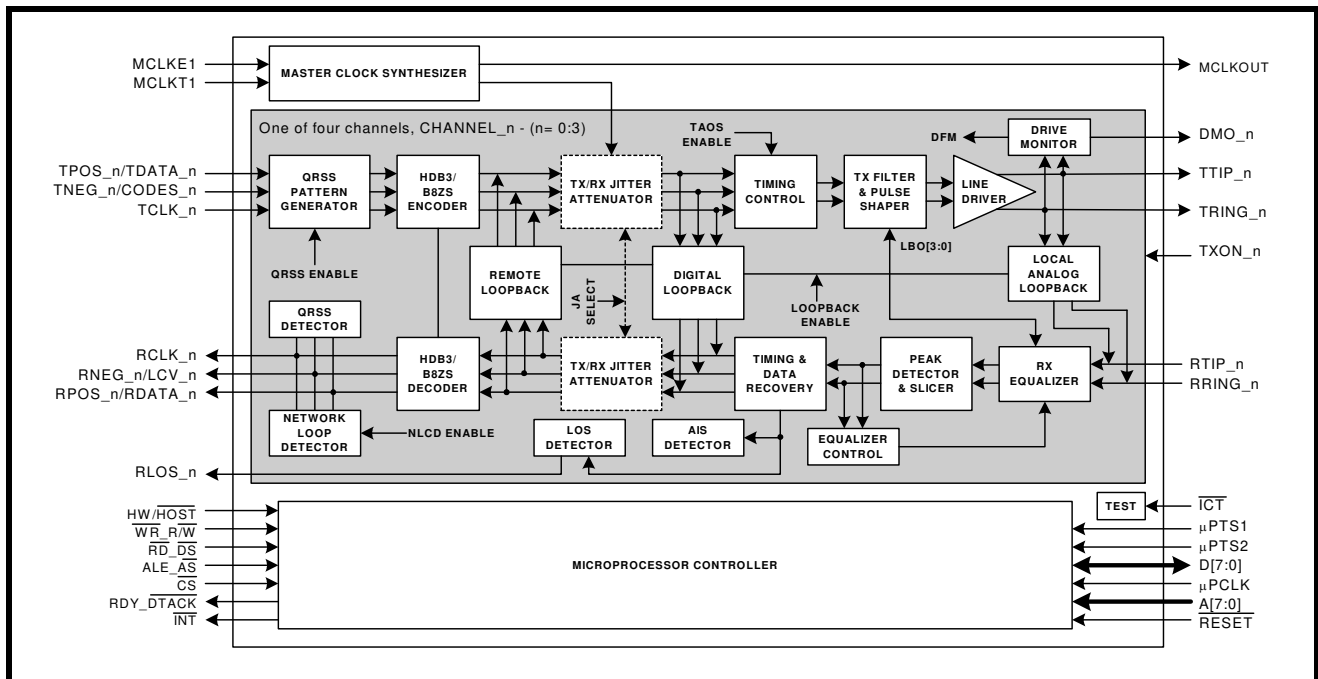 MCLKE1
MCLKT1
MASTER CLOCK SYNTHESIZER
MCLKOUT
One of four channels, CHANNEL_n - (n= 0:3)
TAOS
ENABLE
DFM
DRIVE
MONITOR
DMO_n
TPOS_n/TDATA_n
TNEG_n/CODES_n
TCLK_n
QRSS
PATTERN
GENERATOR
HDB3/
B8ZS
ENCODER
TX/RX JITTER
ATTENUATOR
TIMING
CONTROL
TX FILTER
& PULSE
SHAPER
LINE
DRIVER
TTIP_n
TRING_n
QRSS ENABLE
REMOTE
LOOPBACK
JA
SELECT
DIGITAL
LOOPBACK
LOOPBACK
ENABLE
LBO[3:0]
LOCAL
ANALOG
LOOPBACK
TXON_n
QRSS
DETECTOR
RCLK_n
RNEG_n/LCV_n
RPOS_n/RDATA_n
HDB3/
B8ZS
DECODER
TX/RX JITTER
ATTENUATOR
TIMING &
DATA
RECOVERY
PEAK
DETECTOR
& SLICER
RX
EQUALIZER
RTIP_n
RRING_n
NETWORK
LOOP
DETECTOR
NLCD ENABLE
LOS
DETECTOR
AIS
DETECTOR
EQUALIZER
CONTROL
RLOS_n
HW/HOST
WR_R/W
RD_DS
ALE_AS
CS
RDY_DTACK
INT
MICROPROCESSOR CONTROLLER
TEST
ICT
µPTS1
µPTS2
D[7:0]
µPCLK
A[7:0]
RESET